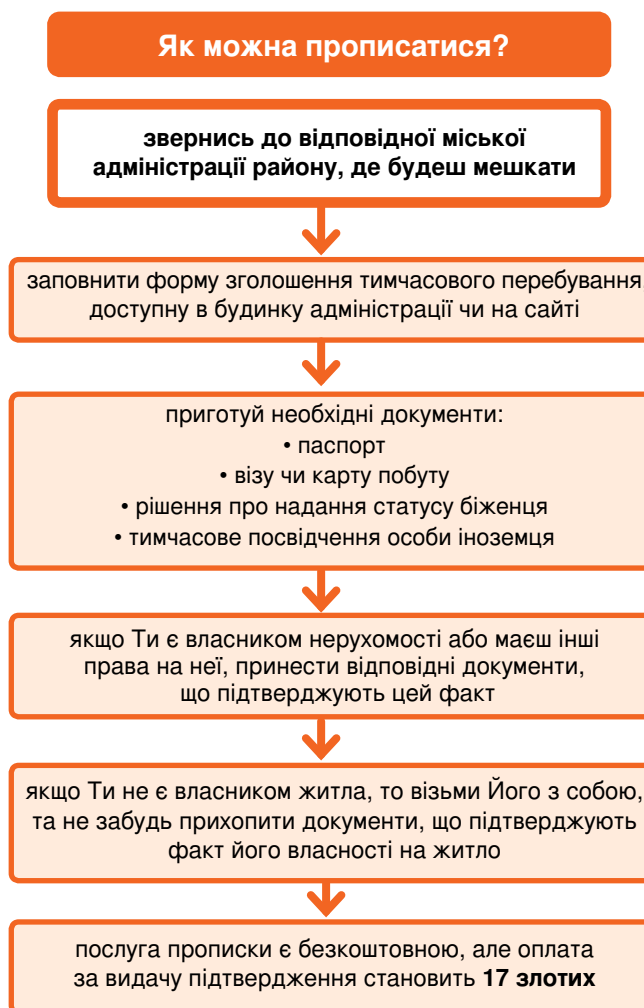 Як можна прописатися?
звернись до відповідної міської
адміністрації району, де будеш мешкати
заповнити форму зголошення тимчасового перебування
доступну в будинку адміністрації чи на сайті
приготуй необхідні документи:
• паспорт
• візу чи карту побуту
• рішення про надання статусу біженця
• тимчасове посвідчення особи іноземця
якщо Ти є власником нерухомості або маєш інші
права на неї, принести відповідні документи,
що підтверджують цей факт
якщо Ти не є власником житла, то візьми Його з собою,
та не забудь прихопити документи, що підтверджують
факт його власності на житло
послуга прописки є безкоштовною, але оплата
за видачу підтвердження становить 17 злотих